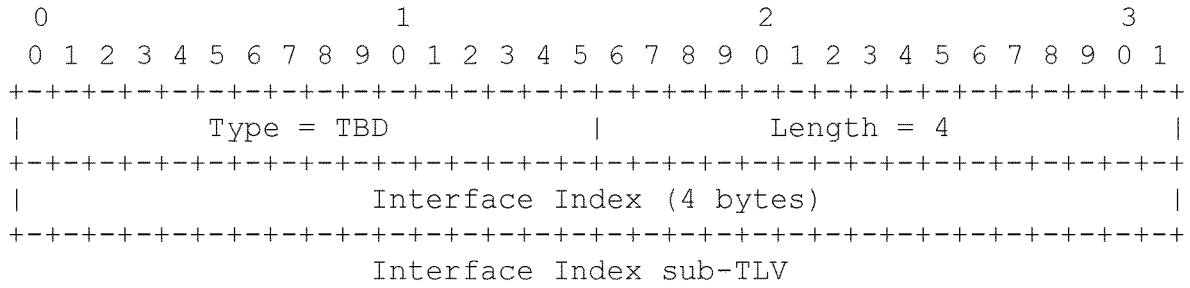 0                   1                   2                   3
 0 1 2 3 4 5 6 7 8 9 0 1 2 3 4 5 6 7 8 9 0 1 2 3 4 5 6 7 8 9 0 1
+-+-+-+-+-+-+-+-+-+-+-+-+-+-+-+-+-+-+-+-+-+-+-+-+-+-+-+-+-+-+-+-+
|          Type = TBD           |         Length = 4            |
+-+-+-+-+-+-+-+-+-+-+-+-+-+-+-+-+-+-+-+-+-+-+-+-+-+-+-+-+-+-+-+-+
|                   Interface Index (4 bytes)                   |
+-+-+-+-+-+-+-+-+-+-+-+-+-+-+-+-+-+-+-+-+-+-+-+-+-+-+-+-+-+-+-+-+
                    Interface Index sub-TLV